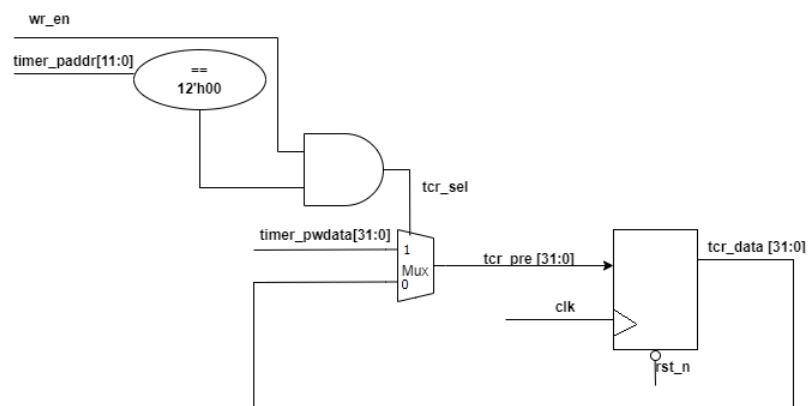 wr_en
timer_paddr[11:0]
==
12'h00
tcr_sel
timer_pwdata[31:0]
1
Mux
0
tcr_pre [31:0]
tcr_data [31:0]
clk
rst_n